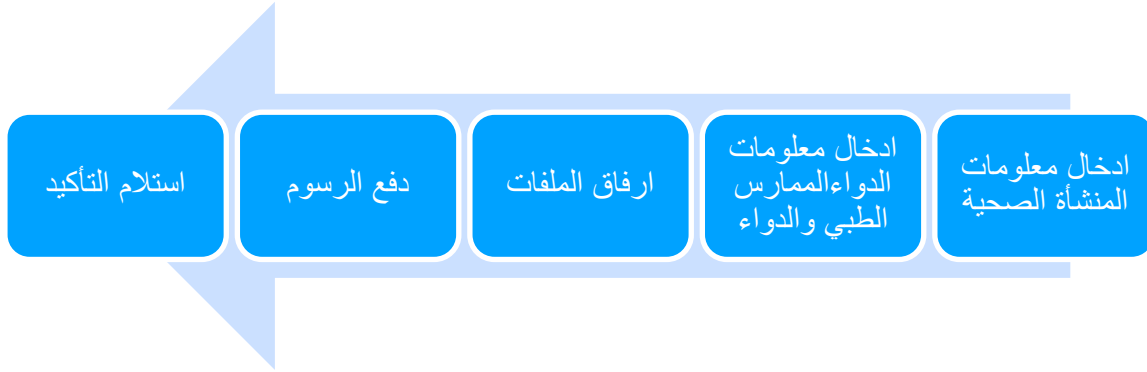 ادخال معلومات
المنشأة الصحية
ادخال معلومات
الدواءالممارس
الطبي والدواء
ارفاق الملفات
دفع الرسوم
استلام التأكيد